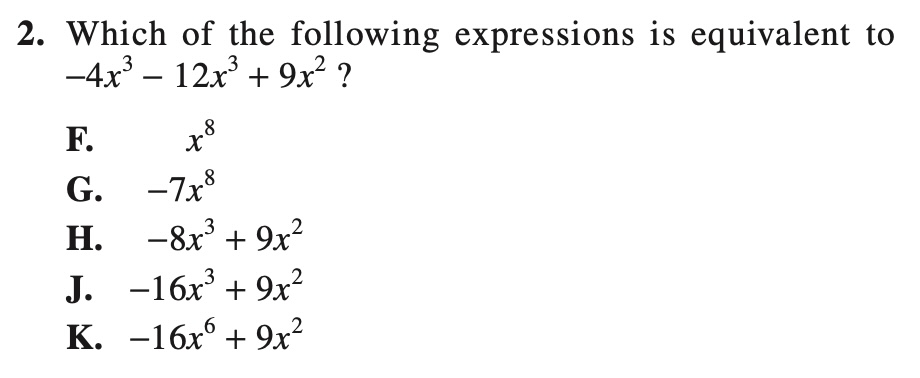 2. Which of the following expressions is equivalent to
−4x³ − 12x³ + 9x² ?
F. x⁸
G. −7x⁸
H. −8x³ + 9x²
J. −16x³ + 9x²
K. −16x⁶ + 9x²